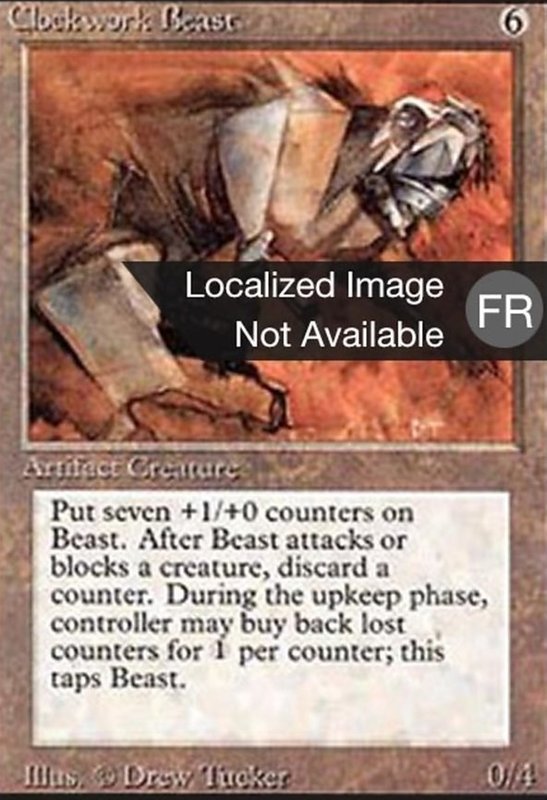 Clockwork Beast 6
Localized Image
Not Available
FR
DT
Artifact Creature
Put seven +1/+0 counters on
Beast. After Beast attacks or
blocks a creature, discard a
counter. During the upkeep phase,
controller may buy back lost
counters for 1 per counter; this
taps Beast.
Illus. © Drew Tucker 0/4